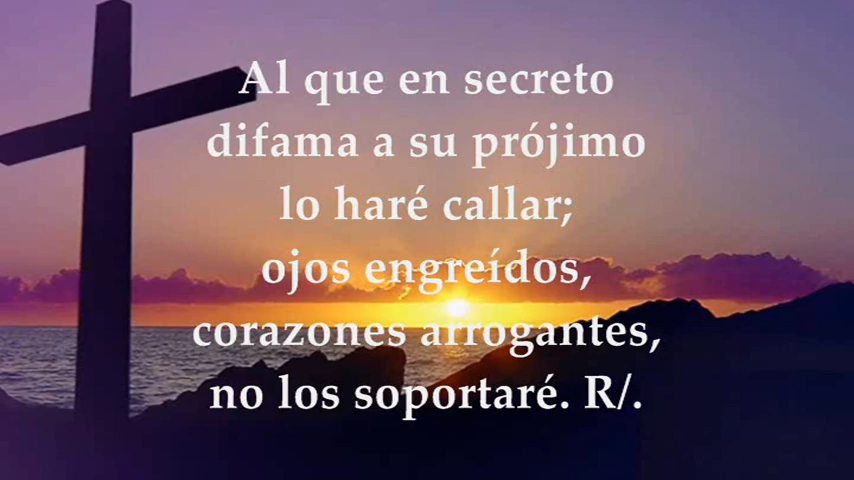 Al que en secreto
difama a su prójimo
lo haré callar;
ojos engreídos,
corazones arrogantes,
no los soportaré. R/.